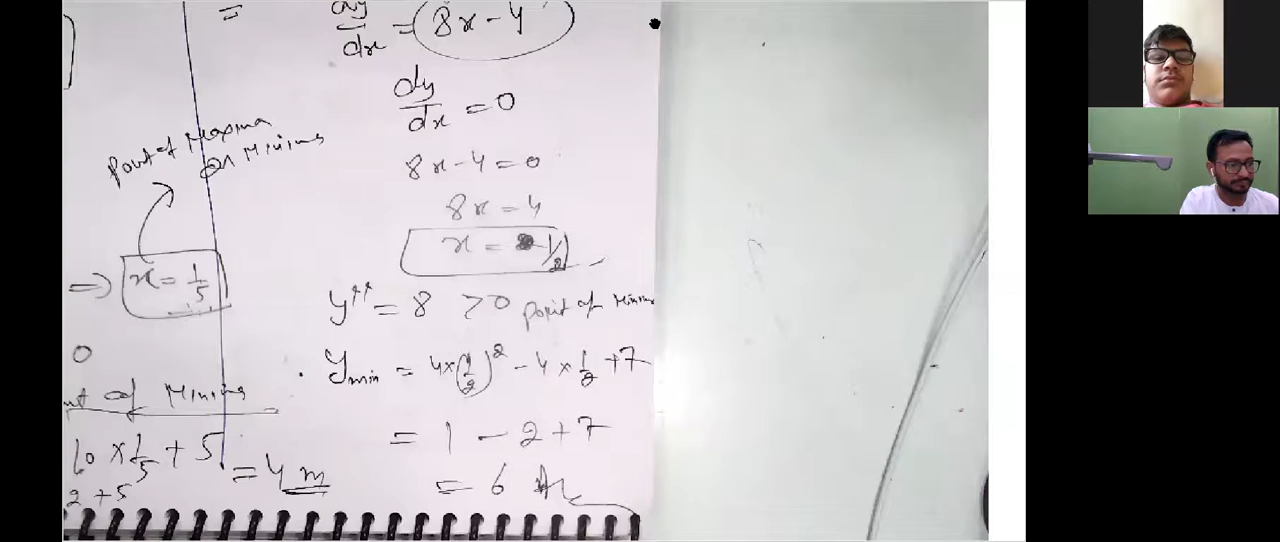 =
dy/dx = 8x - 4
dy/dx = 0
8x - 4 = 0
8x = 4
x = 1/2
y'' = 8 > 0 point of Minima
ymin = 4×(1/2)² - 4×1/2 + 7
= 1 - 2 + 7
= 6
point of Maxima
or Minima
=> x = 1/5
0
of Minima
10 × 1/5 + 5 = 4 m
2 + 5